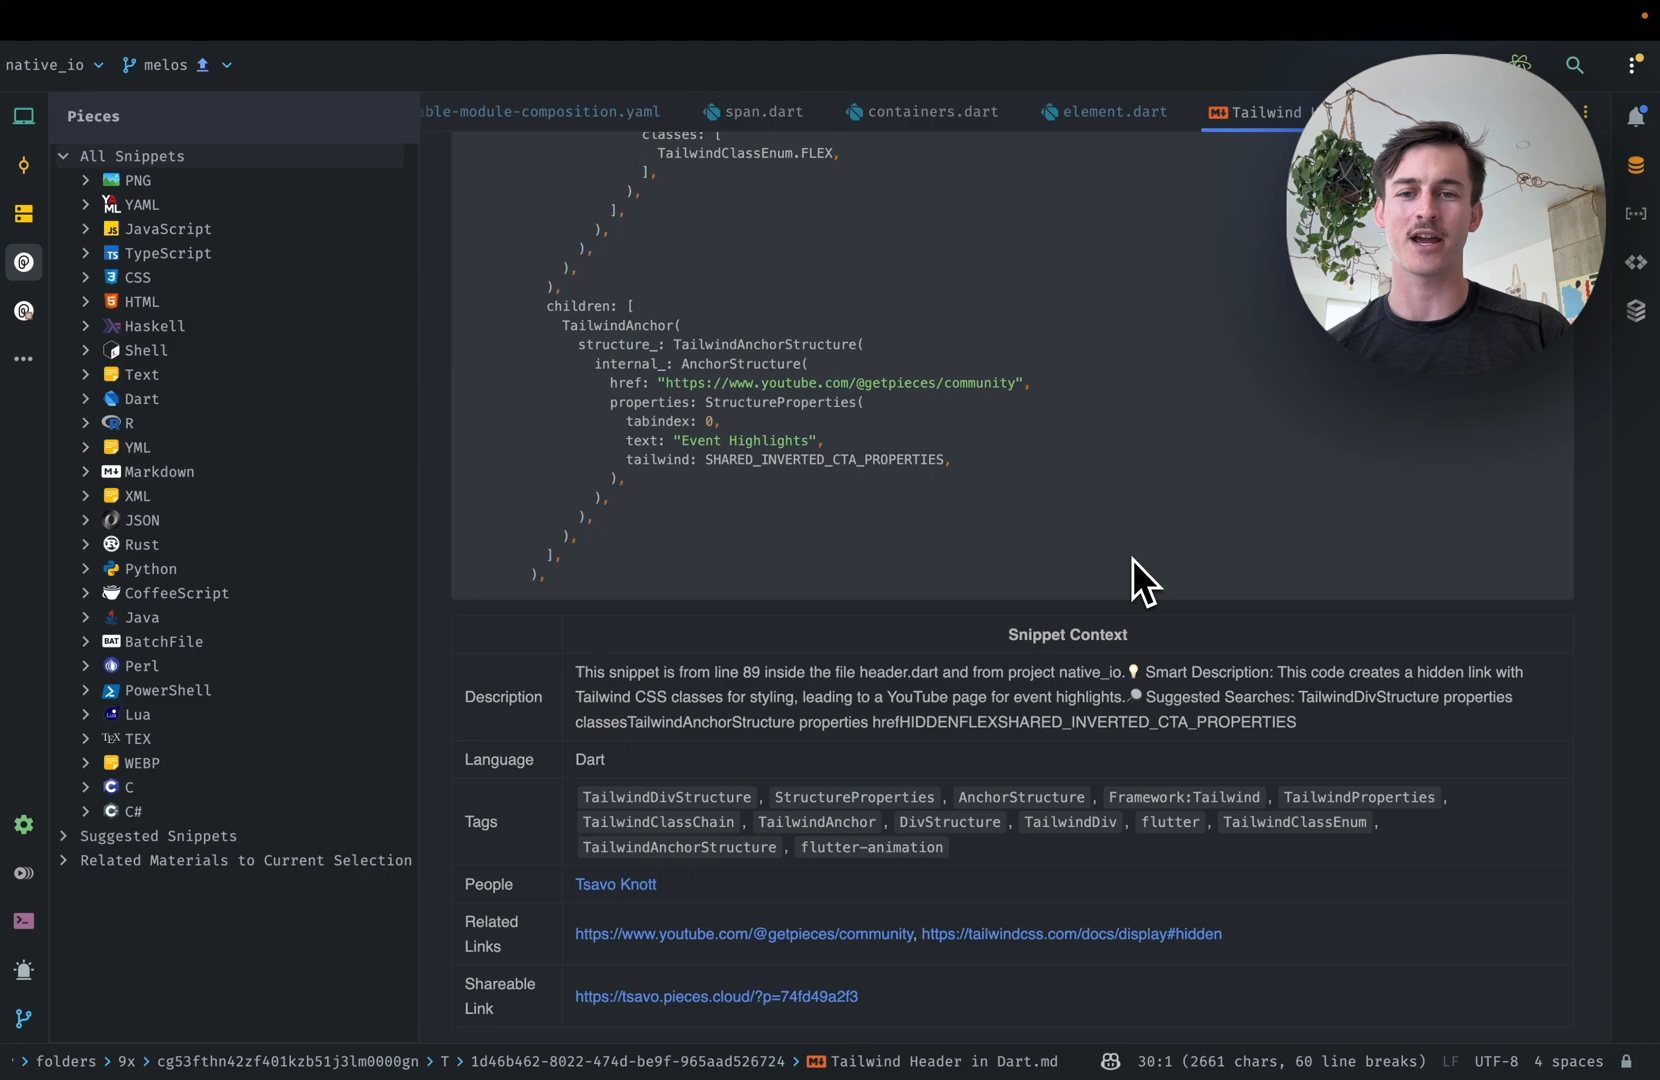 native_io
melos
Pieces
All Snippets
PNG
YAML
JavaScript
TypeScript
CSS
HTML
Haskell
Shell
Text
Dart
R
YML
Markdown
XML
JSON
Rust
Python
CoffeeScript
Java
BatchFile
Perl
PowerShell
Lua
TEX
WEBP
C
C#
Suggested Snippets
Related Materials to Current Selection
ble-module-composition.yaml
span.dart
containers.dart
element.dart
Tailwind
classes: [
TailwindClassEnum.FLEX,
],
),
],
),
),
),
),
children: [
TailwindAnchor(
structure_: TailwindAnchorStructure(
internal_: AnchorStructure(
href: "https://www.youtube.com/@getpieces/community",
properties: StructureProperties(
tabindex: 0,
text: "Event Highlights",
tailwind: SHARED_INVERTED_CTA_PROPERTIES,
),
),
),
),
],
),
Snippet Context
Description
This snippet is from line 89 inside the file header.dart and from project native_io.💡 Smart Description: This code creates a hidden link with
Tailwind CSS classes for styling, leading to a YouTube page for event highlights.🔎 Suggested Searches: TailwindDivStructure properties
classesTailwindAnchorStructure properties hrefHIDDENFLEXSHARED_INVERTED_CTA_PROPERTIES
Language
Dart
Tags
TailwindDivStructure , StructureProperties , AnchorStructure , Framework:Tailwind , TailwindProperties ,
TailwindClassChain , TailwindAnchor , DivStructure , TailwindDiv , flutter , TailwindClassEnum ,
TailwindAnchorStructure , flutter-animation
People
Tsavo Knott
Related
Links
https://www.youtube.com/@getpieces/community, https://tailwindcss.com/docs/display#hidden
Shareable
Link
https://tsavo.pieces.cloud/?p=74fd49a2f3
folders > 9x > cg53fthn42zf401kzb51j3lm0000gn > T > 1d46b462-8022-474d-be9f-965aad526724 > Tailwind Header in Dart.md
30:1 (2661 chars, 60 line breaks)
LF
UTF-8
4 spaces